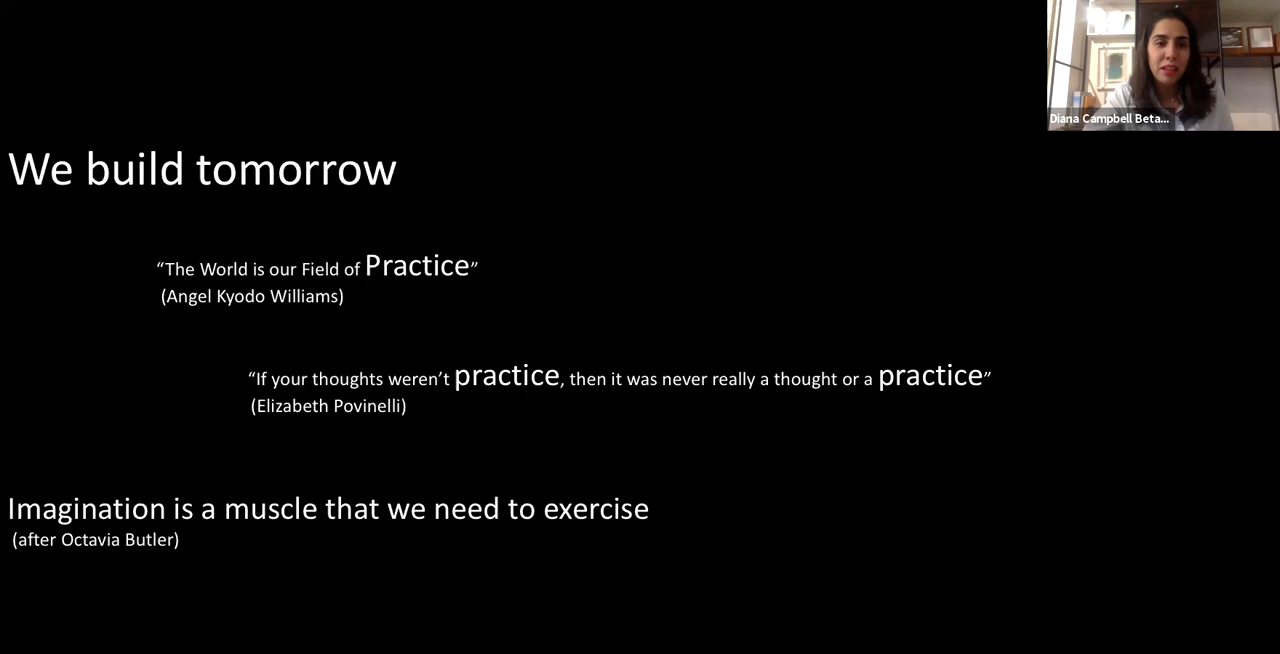 Diana Campbell Beta...
We build tomorrow
“The World is our Field of Practice”
(Angel Kyodo Williams)
“If your thoughts weren’t practice, then it was never really a thought or a practice”
(Elizabeth Povinelli)
Imagination is a muscle that we need to exercise
(after Octavia Butler)